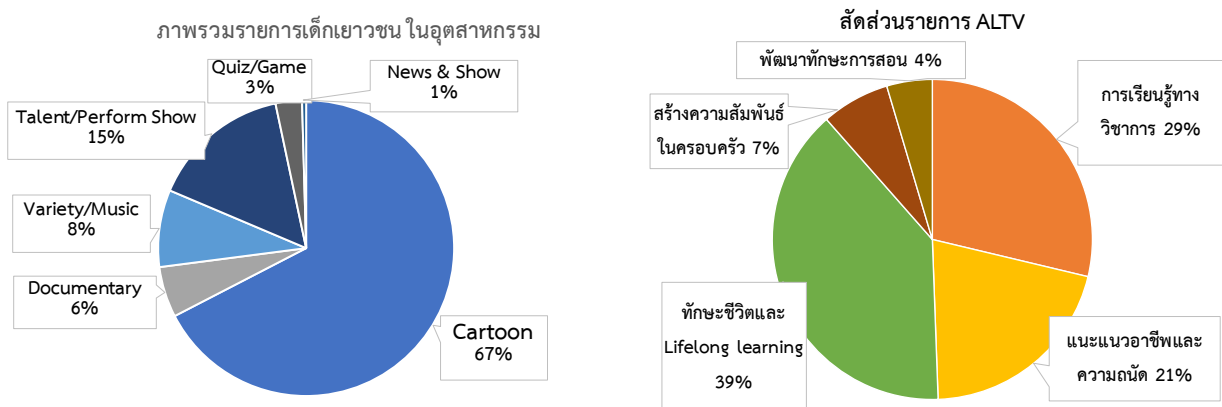 ภาพรวมรายการเด็กเยาวชน ในอุตสาหกรรม
Quiz/Game
3%
News & Show
1%
Talent/Perform Show
15%
Variety/Music
8%
Documentary
6%
Cartoon
67%
สัดส่วนรายการ ALTV
พัฒนาทักษะการสอน 4%
สร้างความสัมพันธ์
ในครอบครัว 7%
การเรียนรู้ทาง
วิชาการ 29%
ทักษะชีวิตและ
Lifelong learning
39%
แนะแนวอาชีพและ
ความถนัด 21%